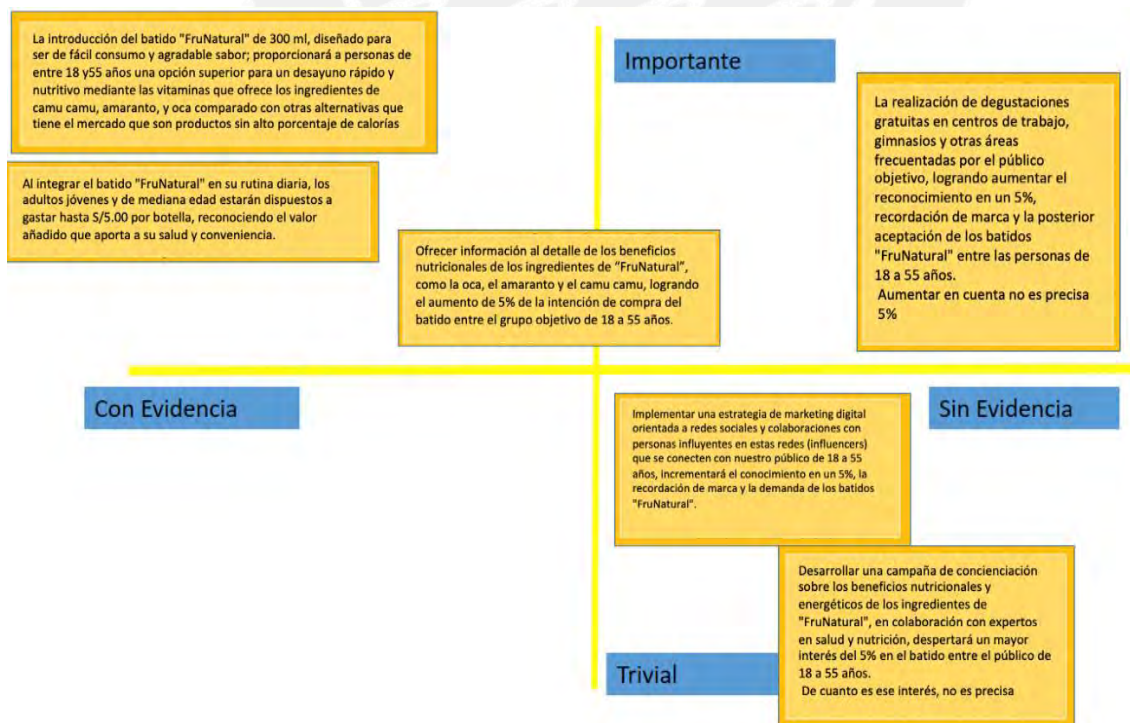 La introducción del batido "FruNatural" de 300 ml, diseñado para
ser de fácil consumo y agradable sabor; proporcionará a personas de
entre 18 y55 años una opción superior para un desayuno rápido y
nutritivo mediante las vitaminas que ofrece los ingredientes de
camu camu, amaranto, y oca comparado con otras alternativas que
tiene el mercado que son productos sin alto porcentaje de calorías
Importante
Al integrar el batido "FruNatural" en su rutina diaria, los
adultos jóvenes y de mediana edad estarán dispuestos a
gastar hasta S/5.00 por botella, reconociendo el valor
añadido que aporta a su salud y conveniencia.
La realización de degustaciones
gratuitas en centros de trabajo,
gimnasios y otras áreas
frecuentadas por el público
objetivo, logrando aumentar el
reconocimiento en un 5%,
recordación de marca y la posterior
aceptación de los batidos
"FruNatural" entre las personas de
18 a 55 años.
Aumentar en cuenta no es precisa
5%
Ofrecer información al detalle de los beneficios
nutricionales de los ingredientes de "FruNatural",
como la oca, el amaranto y el camu camu, logrando
el aumento de 5% de la intención de compra del
batido entre el grupo objetivo de 18 a 55 años.
Con Evidencia
Sin Evidencia
Implementar una estrategia de marketing digital
orientada a redes sociales y colaboraciones con
personas influyentes en estas redes (influencers)
que se conecten con nuestro público de 18 a 55
años, incrementará el conocimiento en un 5%, la
recordación de marca y la demanda de los batidos
"FruNatural".
Desarrollar una campaña de concienciación
sobre los beneficios nutricionales y
energéticos de los ingredientes de
"FruNatural", en colaboración con expertos
en salud y nutrición, despertará un mayor
interés del 5% en el batido entre el público de
18 a 55 años.
De cuanto es ese interés, no es precisa
Trivial